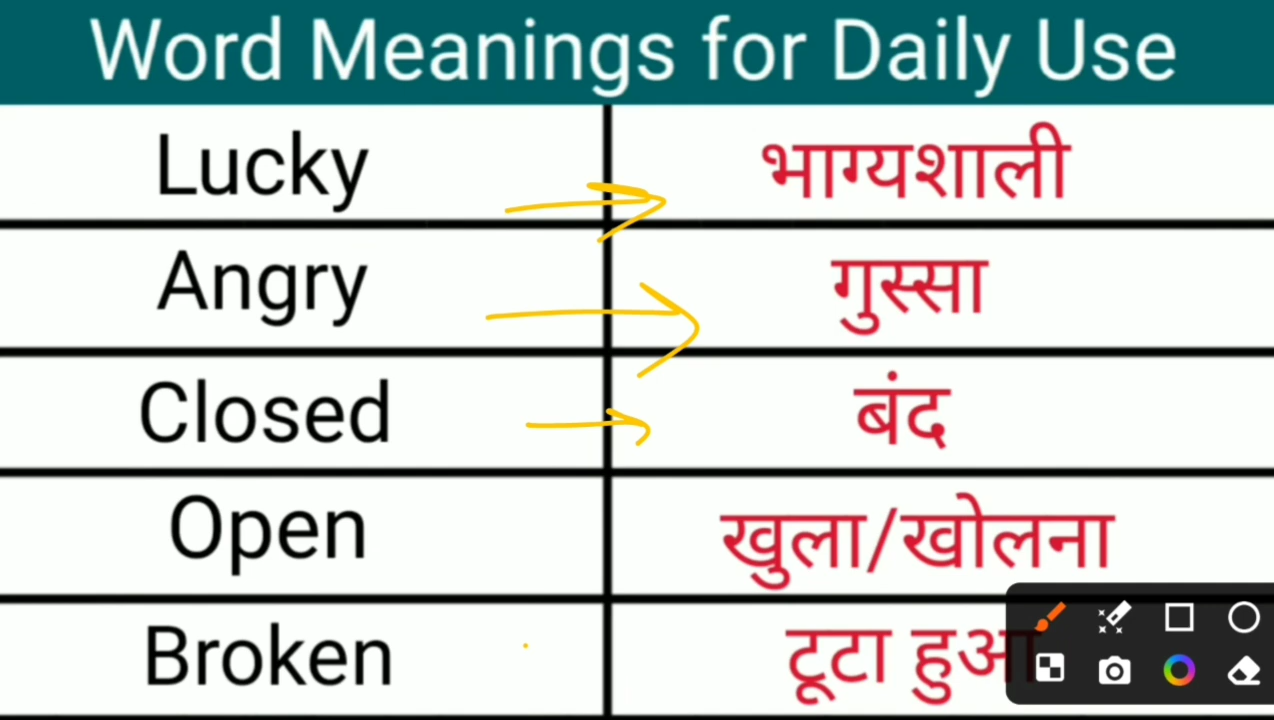 Word Meanings for Daily Use
Lucky भाग्यशाली
Angry गुस्सा
Closed बंद
Open खुला/खोलना
Broken टूटा हुआ